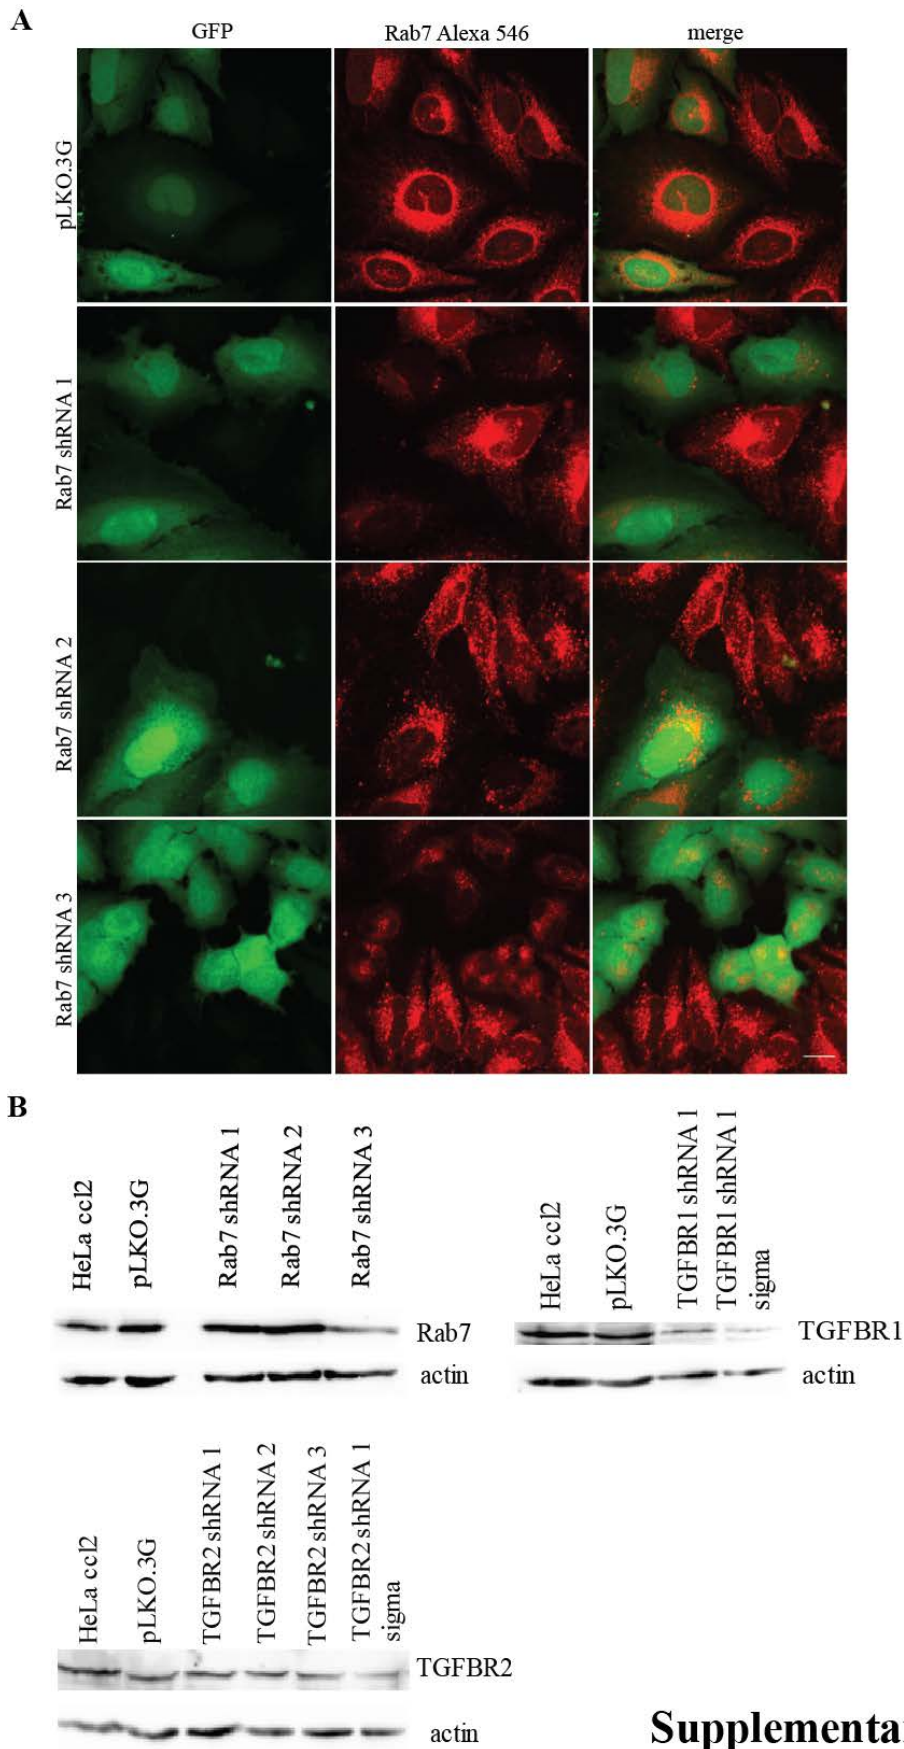 A
GFP
Rab7 Alexa 546
merge
pLKO.3G
Rab7 shRNA 1
Rab7 shRNA 2
Rab7 shRNA 3
B
HeLa ccl2
pLKO.3G
Rab7 shRNA 1
Rab7 shRNA 2
Rab7 shRNA 3
Rab7
actin
HeLa ccl2
pLKO.3G
TGFBR1 shRNA 1
TGFBR1 shRNA 1
sigma
TGFBR1
actin
HeLa ccl2
pLKO.3G
TGFBR2 shRNA 1
TGFBR2 shRNA 2
TGFBR2 shRNA 3
TGFBR2 shRNA 1
sigma
TGFBR2
actin
Supplementa